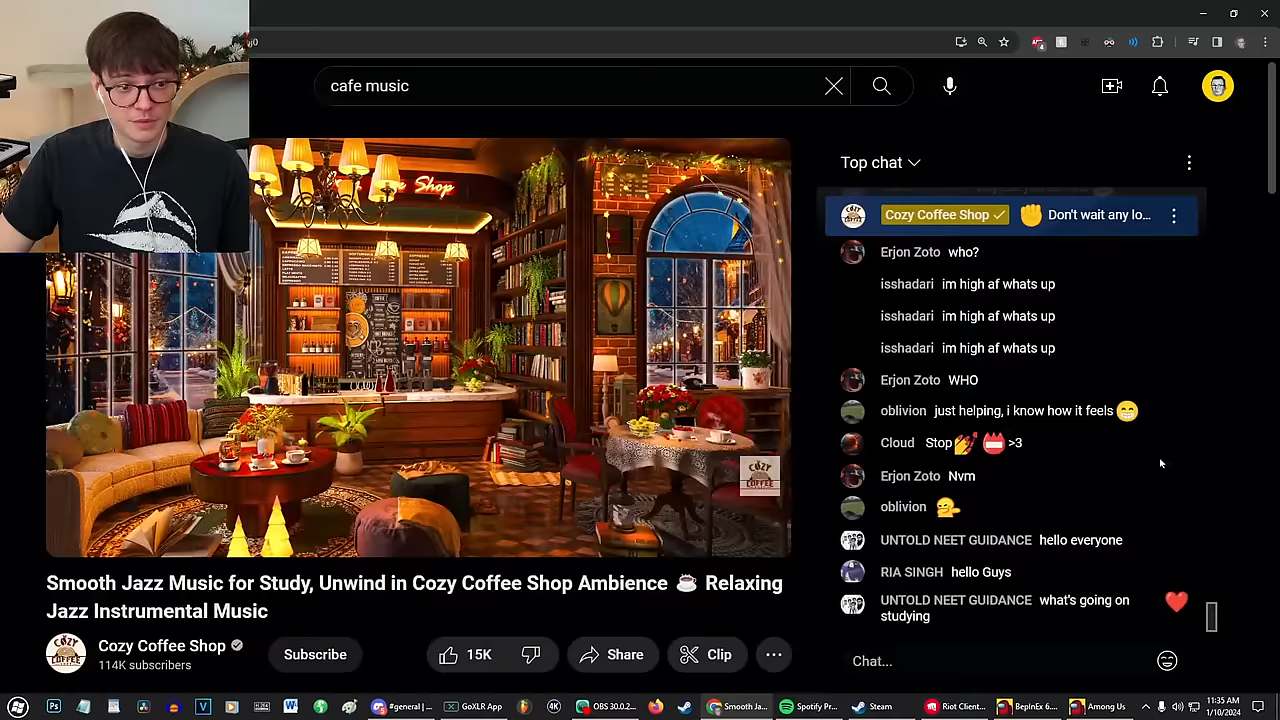 j0
cafe music
Top chat
Cozy Coffee Shop
Don't wait any lo...
Erjon Zoto who?
isshadari im high af whats up
isshadari im high af whats up
isshadari im high af whats up
Erjon Zoto WHO
oblivion just helping, i know how it feels😁
Cloud Stop💅📛>3
Erjon Zoto Nvm
oblivion
UNTOLD NEET GUIDANCE hello everyone
RIA SINGH hello Guys
UNTOLD NEET GUIDANCE what's going on
studying
Chat...
Shop
COZY
COFFEE
Smooth Jazz Music for Study, Unwind in Cozy Coffee Shop Ambience ☕ Relaxing
Jazz Instrumental Music
Cozy Coffee Shop
114K subscribers
Subscribe
15K
Share
Clip
#general | ...
GoXLR App
4K
OBS 30.0.2...
Smooth Ja...
Spotify Pr...
Steam
Riot Client...
BepInEx 6...
Among Us
11:35 AM
1/10/2024